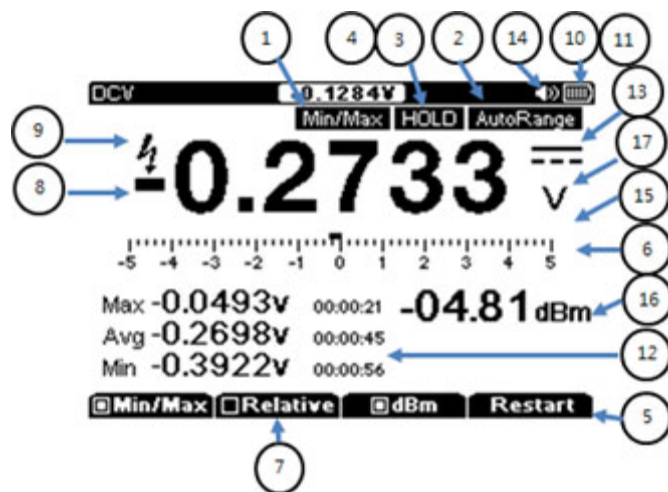 1 4 3 2 14 10 11
DCV -0.1284V
Min/Max HOLD AutoRange
13
9
-0.2733 V
17
8
15
-5 -4 -3 -2 -1 0 1 2 3 4 5
6
Max -0.0493V 00:00:21 -04.81 dBm
16
Avg -0.2698V 00:00:45
12
Min -0.3922V 00:00:56
Min/Max Relative dBm Restart
5
7